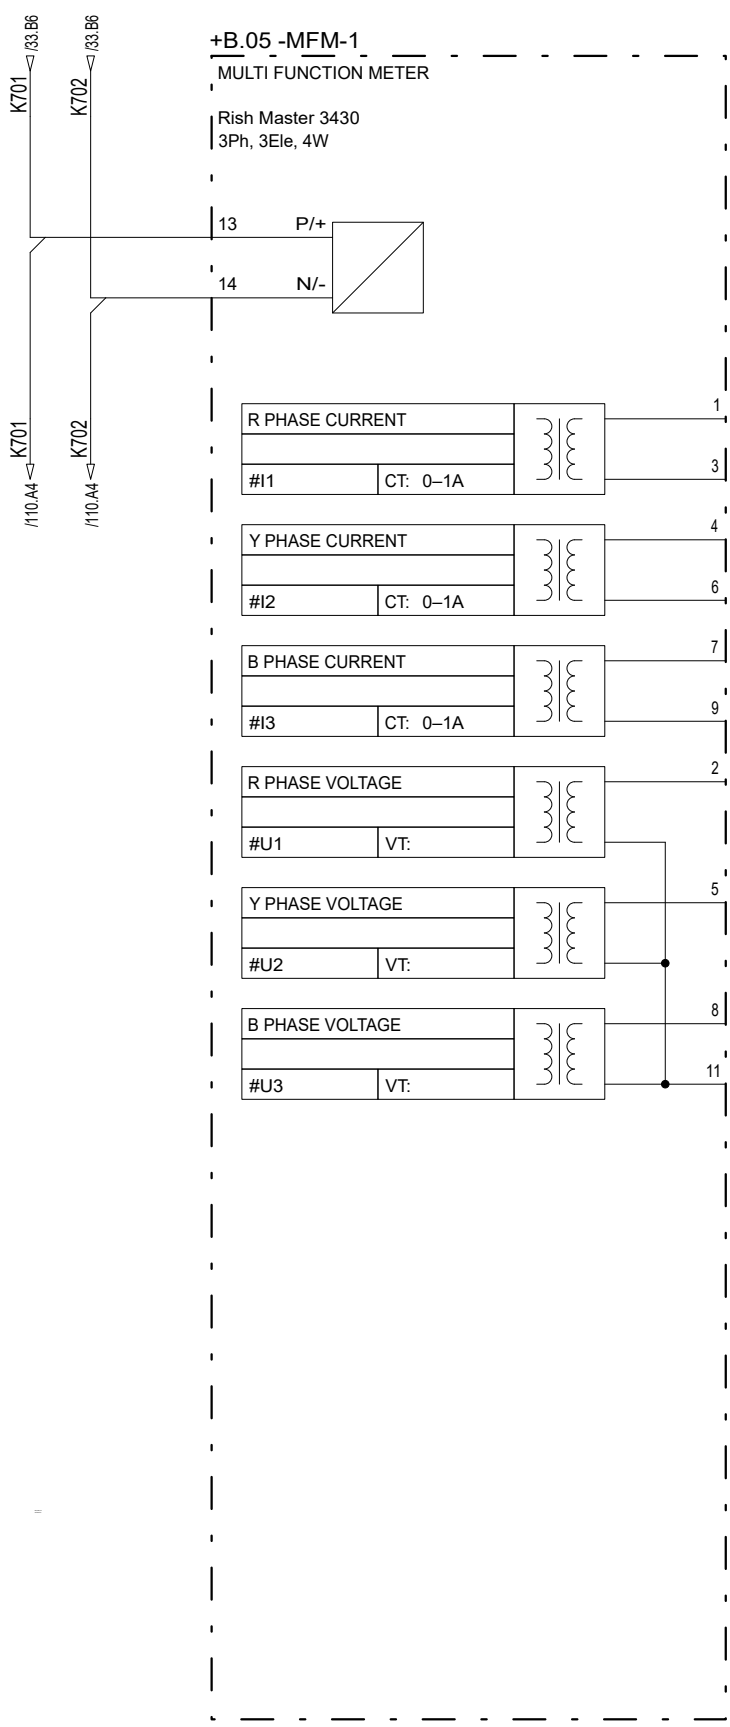 /33.B6
/33.B6
K701
K702
+B.05 -MFM-1
MULTI FUNCTION METER
Rish Master 3430
3Ph, 3Ele, 4W
13 P/+
14 N/-
K701
K702
/110.A4
/110.A4
R PHASE CURRENT
#I1 CT: 0–1A
1
3
Y PHASE CURRENT
#I2 CT: 0–1A
4
6
B PHASE CURRENT
#I3 CT: 0–1A
7
9
R PHASE VOLTAGE
#U1 VT:
2
Y PHASE VOLTAGE
#U2 VT:
5
B PHASE VOLTAGE
#U3 VT:
8
11